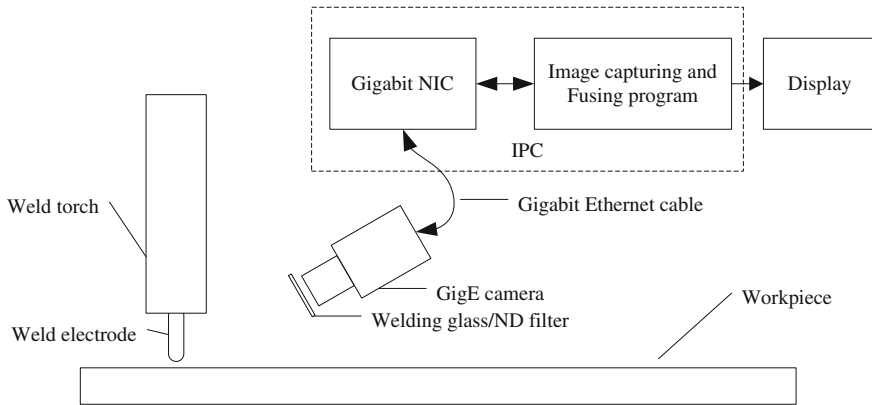 Gigabit NIC
Image capturing and
Fusing program
Display
IPC
Weld torch
Gigabit Ethernet cable
GigE camera
Workpiece
Welding glass/ND filter
Weld electrode